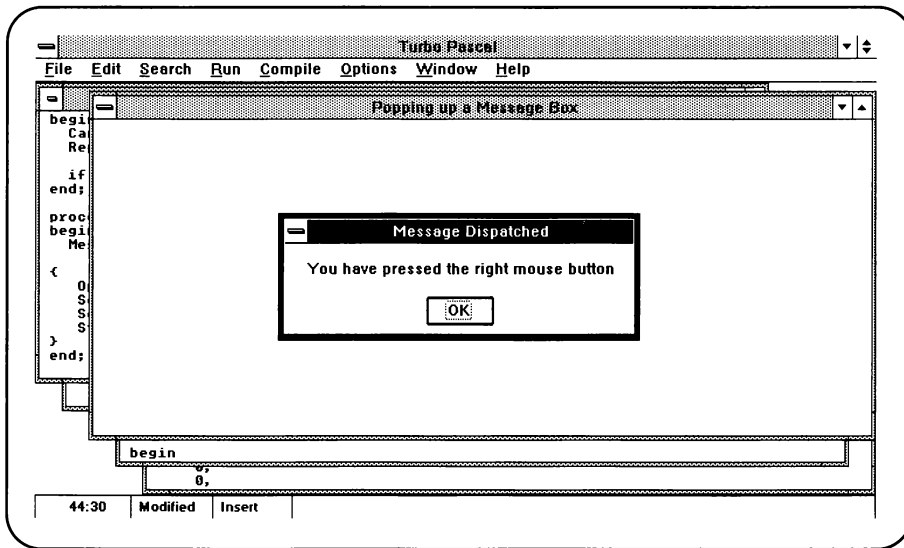 Turbo Pascal
File Edit Search Run Compile Options Window Help
Popping up a Message Box
begin
Ca
Re
if
end;
proc
begi
Me
{
O
S
S
S
}
end;
Message Dispatched
You have pressed the right mouse button
OK
begin
0,
0,
44:30 Modified Insert